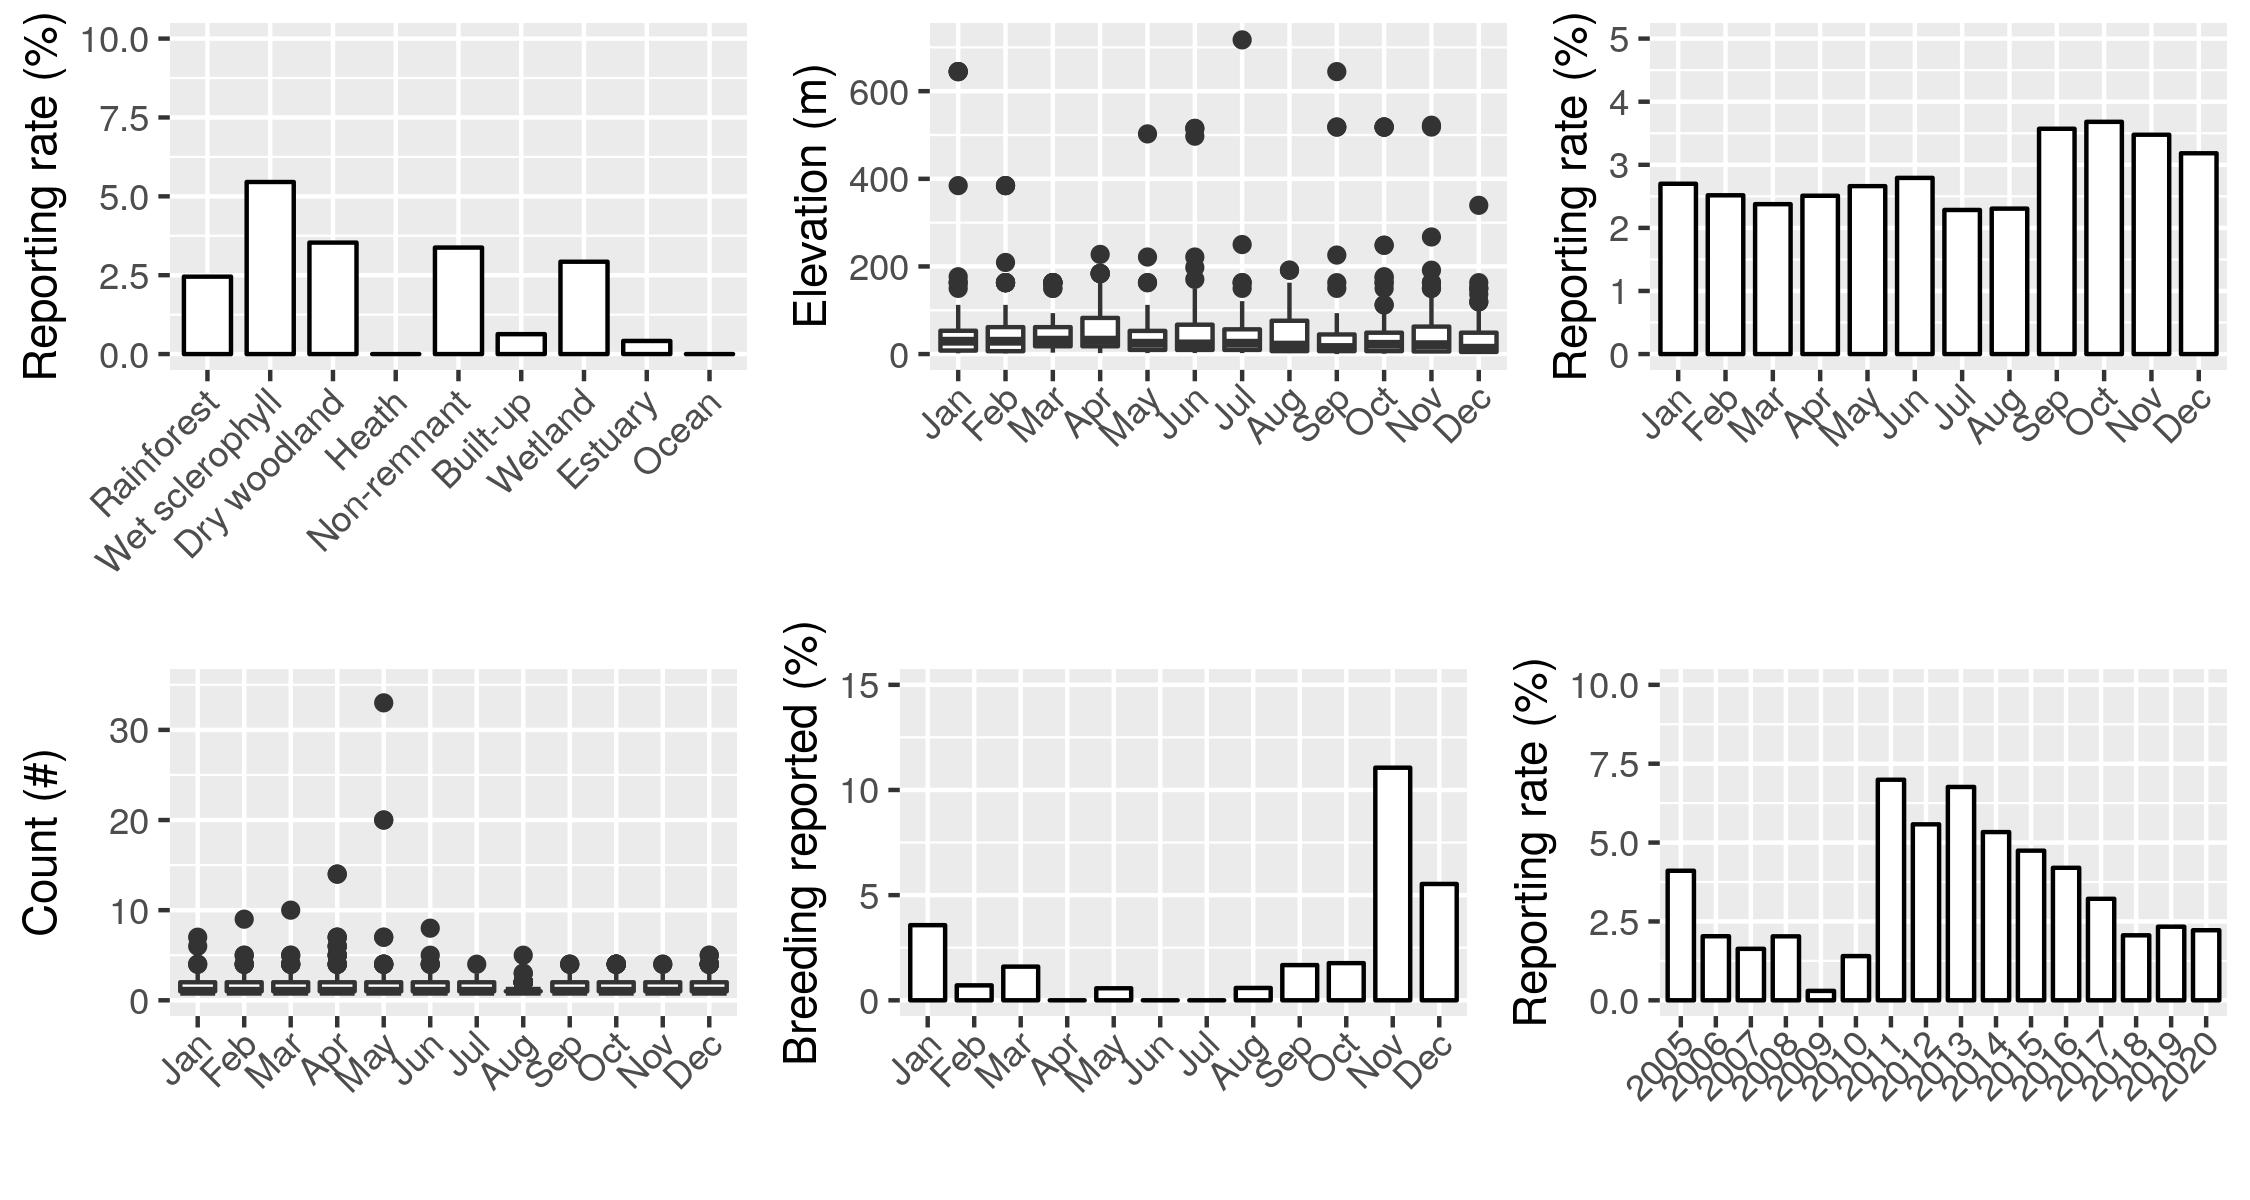 Reporting rate (%)
10.0
7.5
5.0
2.5
0.0
Rainforest
Wet sclerophyll
Dry woodland
Heath
Non-remnant
Built-up
Wetland
Estuary
Ocean
Elevation (m)
600
400
200
0
Jan
Feb
Mar
Apr
May
Jun
Jul
Aug
Sep
Oct
Nov
Dec
Reporting rate (%)
5
4
3
2
1
0
Jan
Feb
Mar
Apr
May
Jun
Jul
Aug
Sep
Oct
Nov
Dec
Count (#)
30
20
10
0
Jan
Feb
Mar
Apr
May
Jun
Jul
Aug
Sep
Oct
Nov
Dec
Breeding reported (%)
15
10
5
0
Jan
Feb
Mar
Apr
May
Jun
Jul
Aug
Sep
Oct
Nov
Dec
Reporting rate (%)
10.0
7.5
5.0
2.5
0.0
2005
2006
2007
2008
2009
2010
2011
2012
2013
2014
2015
2016
2017
2018
2019
2020